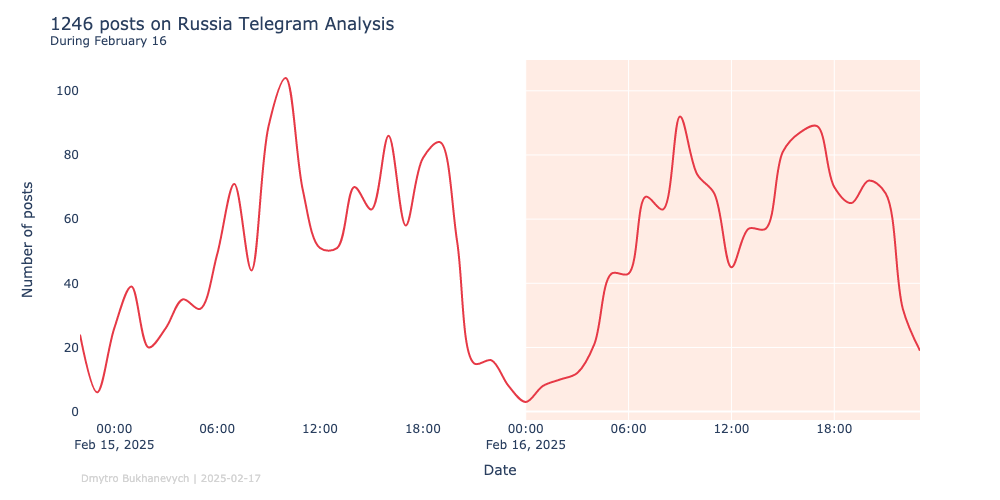 1246 posts on Russia Telegram Analysis
During February 16
Number of posts
100
80
60
40
20
0
00:00 06:00 12:00 18:00 00:00 06:00 12:00 18:00
Feb 15, 2025 Feb 16, 2025
Date
Dmytro Bukhanevych | 2025-02-17